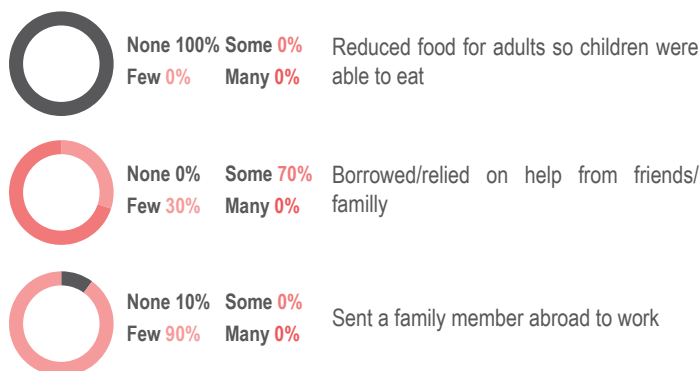 None 100% Some 0%
Few 0% Many 0%
Reduced food for adults so children were
able to eat
None 0% Some 70%
Few 30% Many 0%
Borrowed/relied on help from friends/
familly
None 10% Some 0%
Few 90% Many 0%
Sent a family member abroad to work